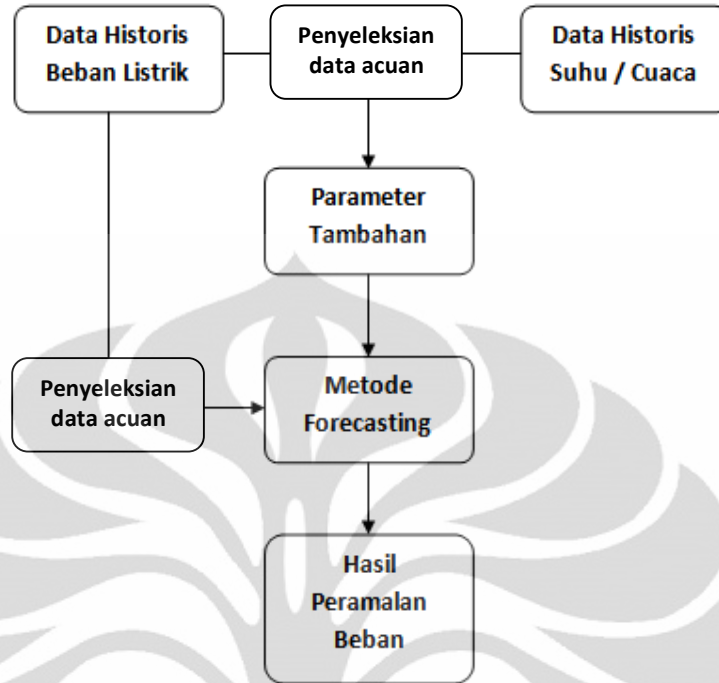 Data Historis
Beban Listrik
Penyeleksian
data acuan
Data Historis
Suhu / Cuaca
Parameter
Tambahan
Penyeleksian
data acuan
Metode
Forecasting
Hasil
Peramalan
Beban